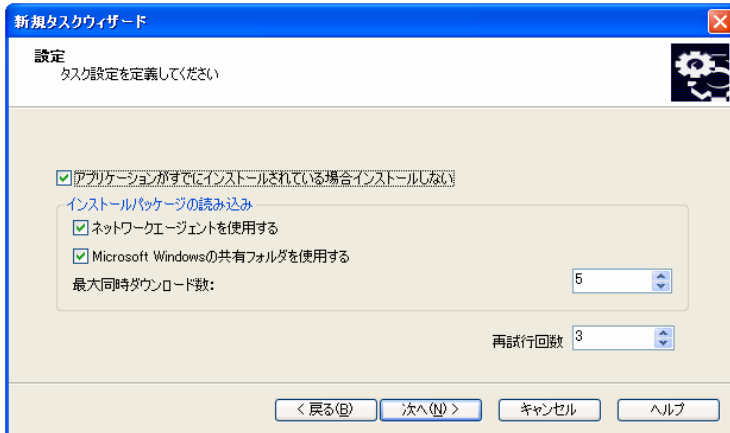 新規タスクウィザード
設定
タスク設定を定義してください
アプリケーションがすでにインストールされている場合インストールしない
インストールパッケージの読み込み
ネットワークエージェントを使用する
Microsoft Windowsの共有フォルダを使用する
最大同時ダウンロード数: 5
再試行回数 3
< 戻る(B) 次へ(N) > キャンセル ヘルプ